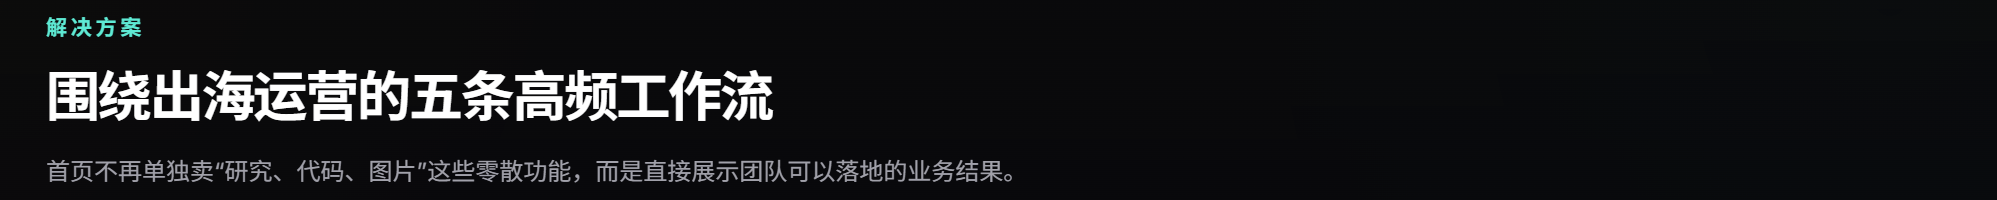 解决方案
围绕出海运营的五条高频工作流
首页不再单独卖“研究、代码、图片”这些零散功能，而是直接展示团队可以落地的业务结果。